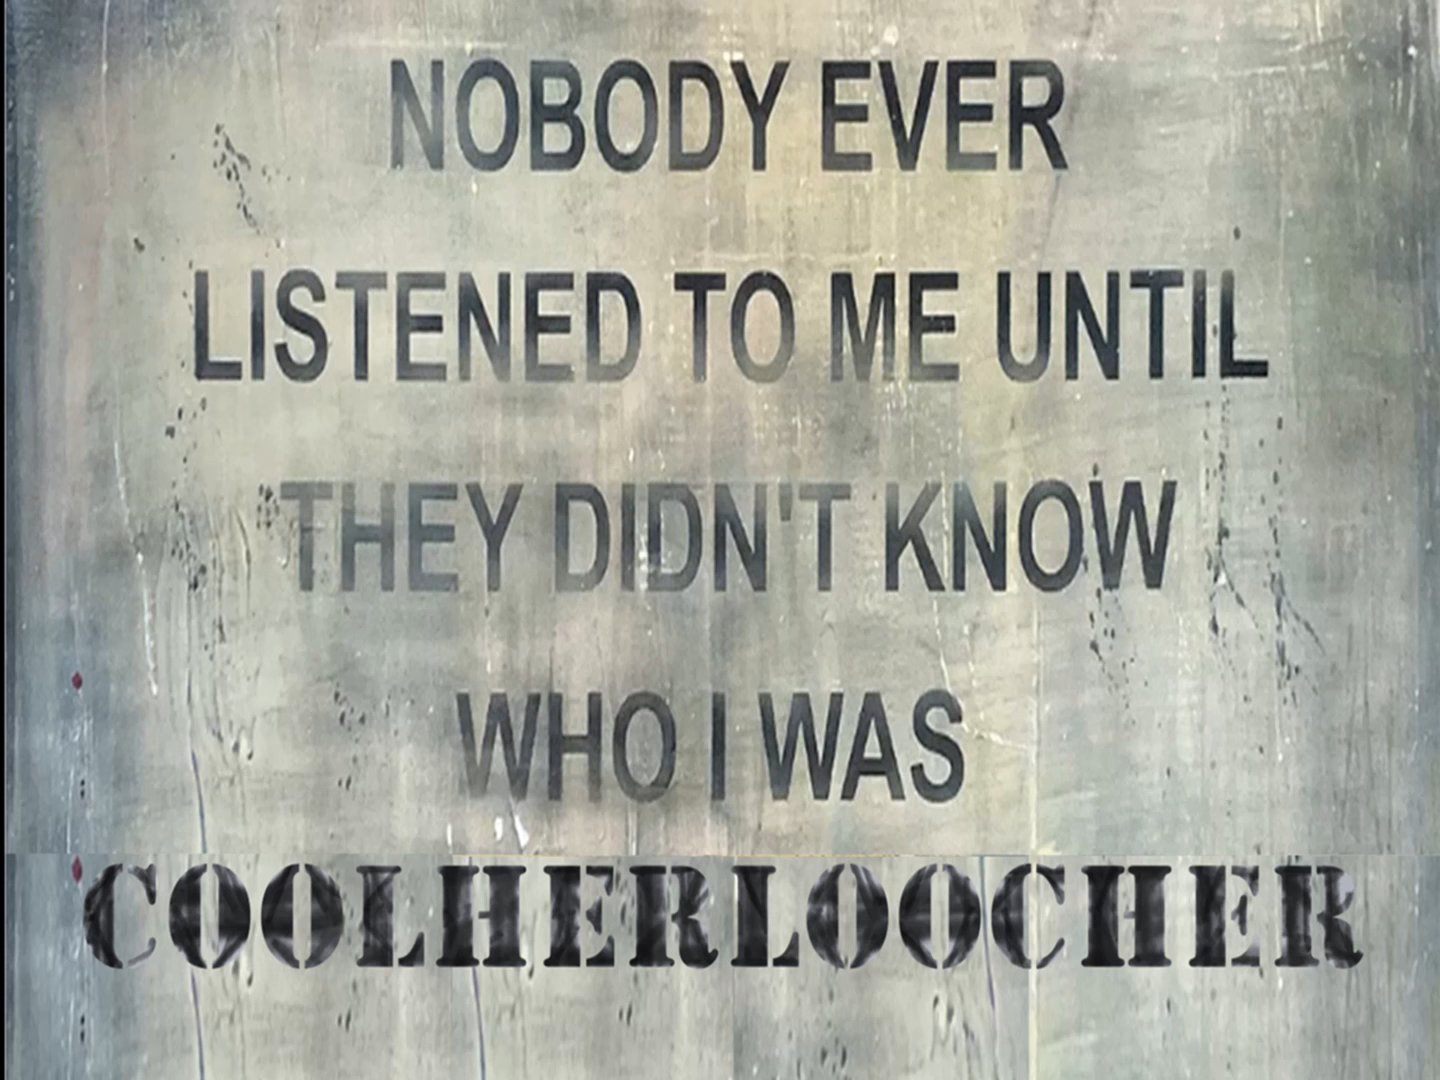 NOBODY EVER
LISTENED TO ME UNTIL
THEY DIDN'T KNOW
WHO I WAS
COOLHERLOOCHER